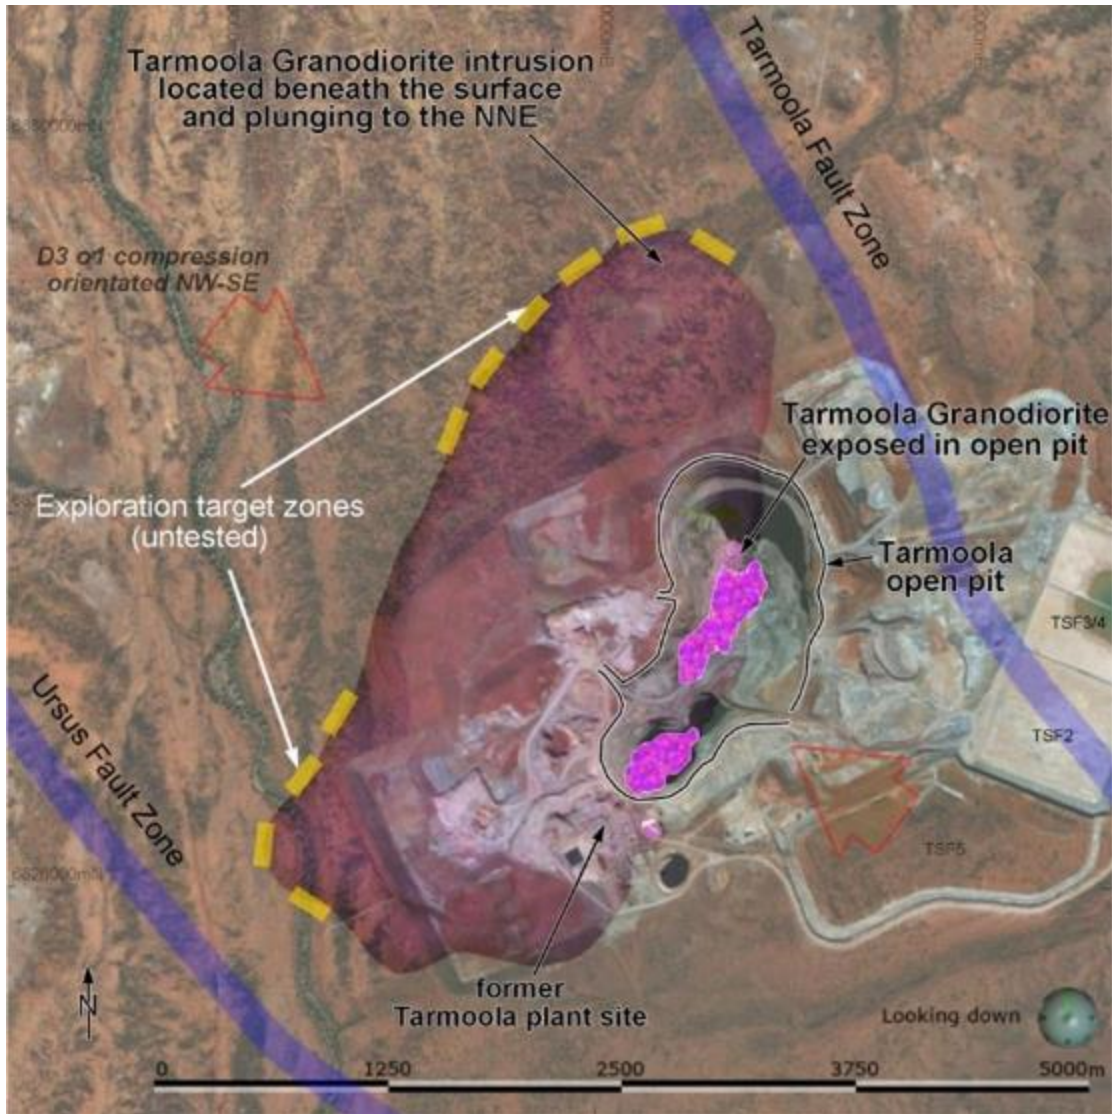 Tarmoola Granodiorite intrusion
located beneath the surface
and plunging to the NNE
Tarmoola Fault Zone
D3 σ1 compression
orientated NW-SE
Tarmoola Granodiorite
exposed in open pit
Exploration target zones
(untested)
Tarmoola
open pit
TSF3/4
Ursus Fault Zone
TSF2
TSF5
N
former
Tarmoola plant site
Looking down
0 1250 2500 3750 5000m